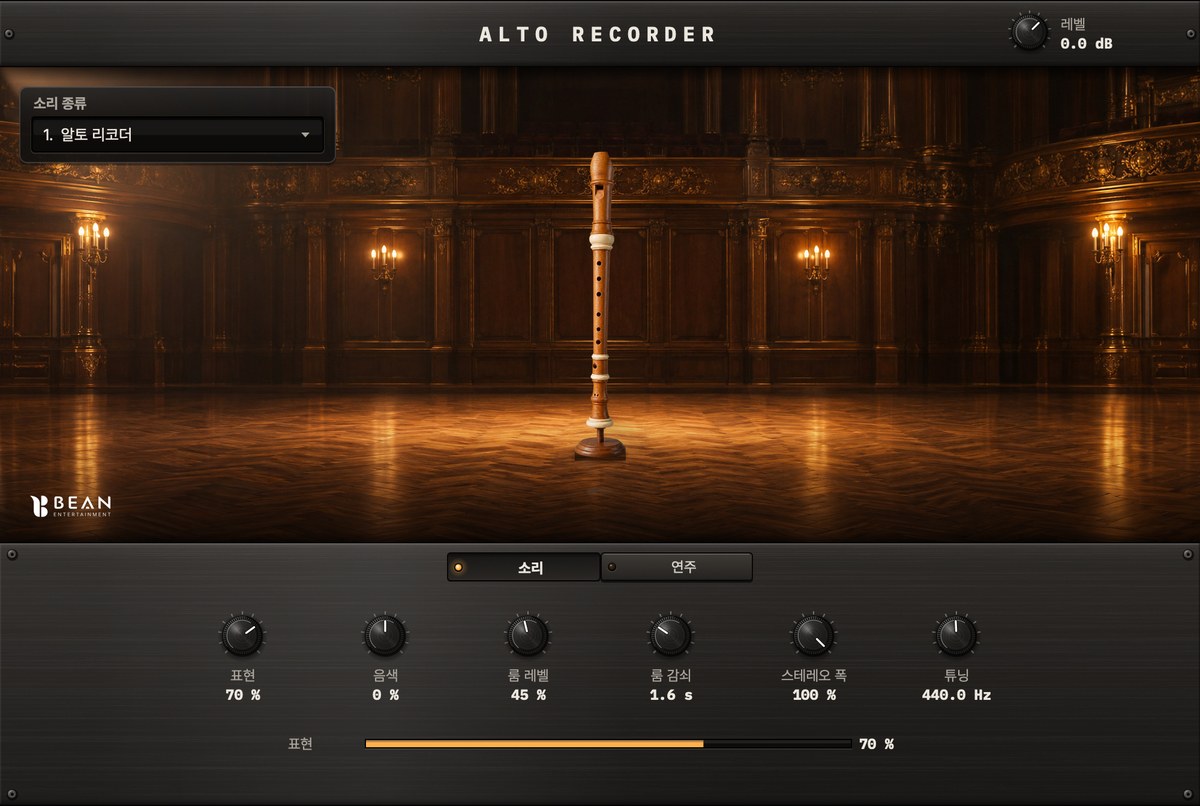 ALTO RECORDER
레벨
0.0 dB
소리 종류
1. 알토 리코더
BEAN
ENTERTAINMENT
소리
연주
표현
70 %
음색
0 %
룸 레벨
45 %
룸 감쇠
1.6 s
스테레오 폭
100 %
튜닝
440.0 Hz
표현
70 %